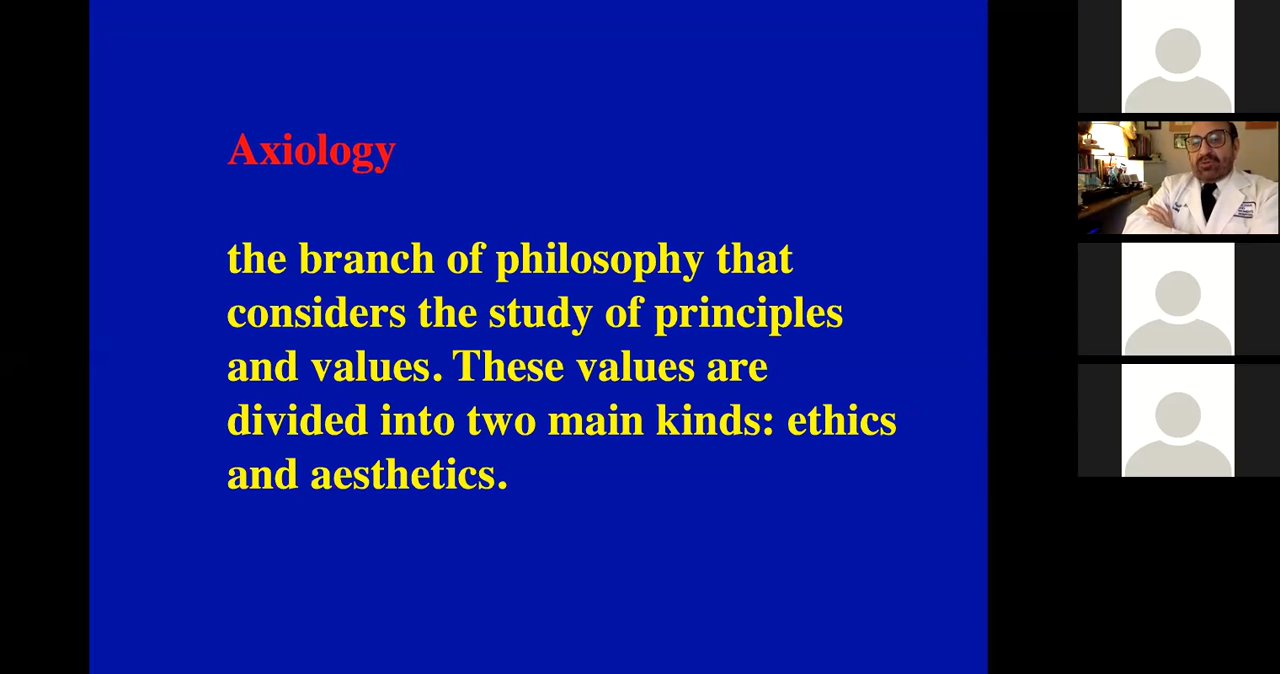 Axiology
the branch of philosophy that
considers the study of principles
and values. These values are
divided into two main kinds: ethics
and aesthetics.